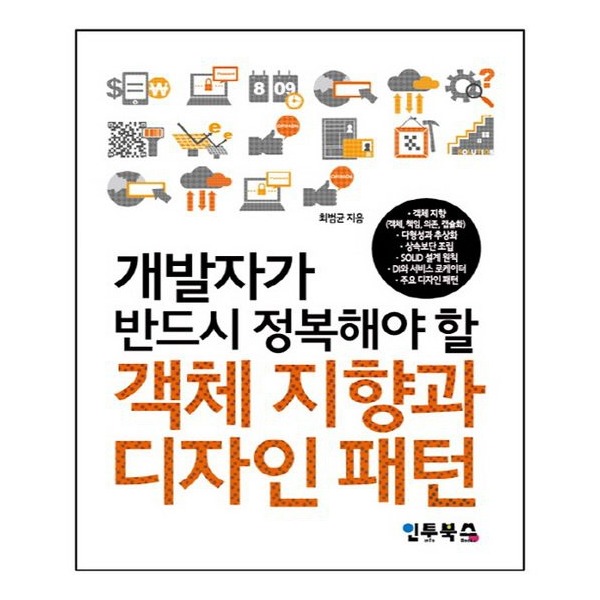 $
₩
8 09
?
최범균 지음
• 객체 지향
(객체, 책임, 의존, 캡슐화)
• 다형성과 추상화
• 상속보단 조립
• SOLID 설계 원칙
• DI와 서비스 로케이터
• 주요 디자인 패턴
개발자가
반드시 정복해야 할
객체 지향과
디자인 패턴
인투북스